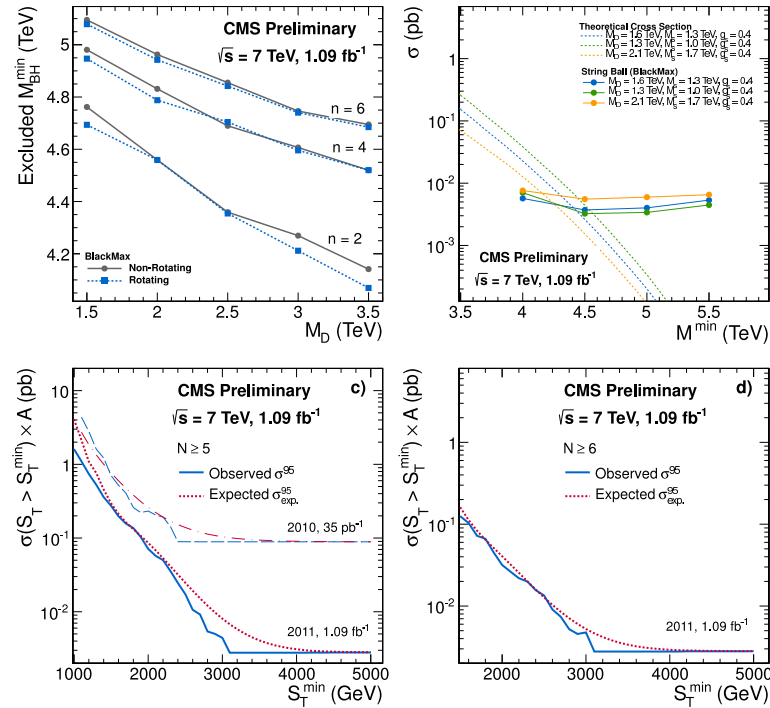 Excluded M_BH^min (TeV)
5
4.8
4.6
4.4
4.2
CMS Preliminary
√s = 7 TeV, 1.09 fb⁻¹
n = 6
n = 4
n = 2
BlackMax
Non-Rotating
Rotating
1.5 2 2.5 3 3.5
M_D (TeV)
σ (pb)
1
10⁻¹
10⁻²
10⁻³
Theoretical Cross Section
M_D = 1.6 TeV, M_s = 1.3 TeV, g_s = 0.4
M_D = 1.3 TeV, M_s = 1.0 TeV, g_s = 0.4
M_D = 2.1 TeV, M_s = 1.7 TeV, g_s = 0.4
String Ball (BlackMax)
M_D = 1.6 TeV, M_s = 1.3 TeV, g_s = 0.4
M_D = 1.3 TeV, M_s = 1.0 TeV, g_s = 0.4
M_D = 2.1 TeV, M_s = 1.7 TeV, g_s = 0.4
CMS Preliminary
√s = 7 TeV, 1.09 fb⁻¹
3.5 4 4.5 5 5.5
M^min (TeV)
σ(S_T > S_T^min) × A (pb)
10
1
10⁻¹
10⁻²
CMS Preliminary
c)
√s = 7 TeV, 1.09 fb⁻¹
N ≥ 5
Observed σ⁹⁵
Expected σ⁹⁵_exp.
2010, 35 pb⁻¹
2011, 1.09 fb⁻¹
1000 2000 3000 4000 5000
S_T^min (GeV)
σ(S_T > S_T^min) × A (pb)
1
10⁻¹
10⁻²
CMS Preliminary
d)
√s = 7 TeV, 1.09 fb⁻¹
N ≥ 6
Observed σ⁹⁵
Expected σ⁹⁵_exp.
2011, 1.09 fb⁻¹
2000 3000 4000 5000
S_T^min (GeV)